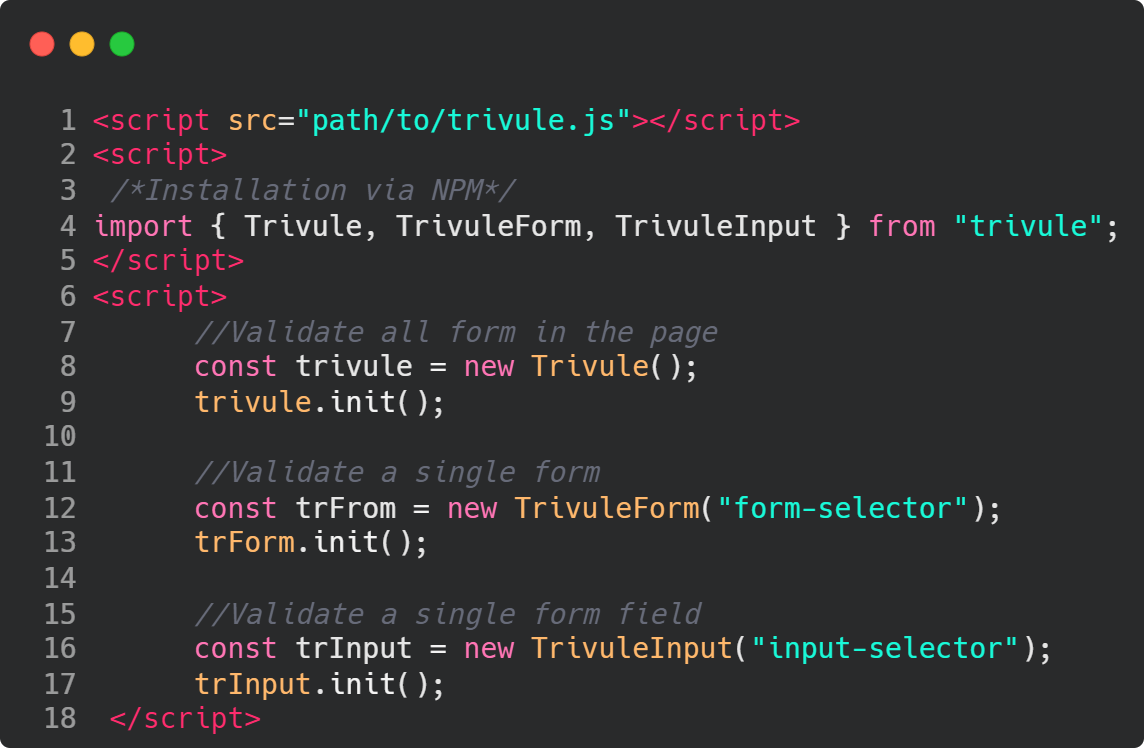 1 <script src="path/to/trivule.js"></script>
2 <script>
3 /*Installation via NPM*/
4 import { Trivule, TrivuleForm, TrivuleInput } from "trivule";
5 </script>
6 <script>
7 //Validate all form in the page
8 const trivule = new Trivule();
9 trivule.init();
10
11 //Validate a single form
12 const trFrom = new TrivuleForm("form-selector");
13 trForm.init();
14
15 //Validate a single form field
16 const trInput = new TrivuleInput("input-selector");
17 trInput.init();
18 </script>